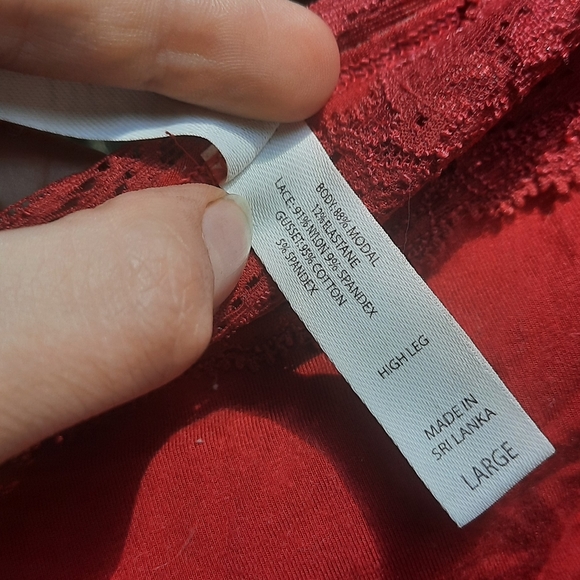 BODY: 88% MODAL
12% ELASTANE
LACE: 91% NYLON 9% SPANDEX
GUSSET: 95% COTTON
5% SPANDEX
HIGH LEG
MADE IN
SRI LANKA
LARGE